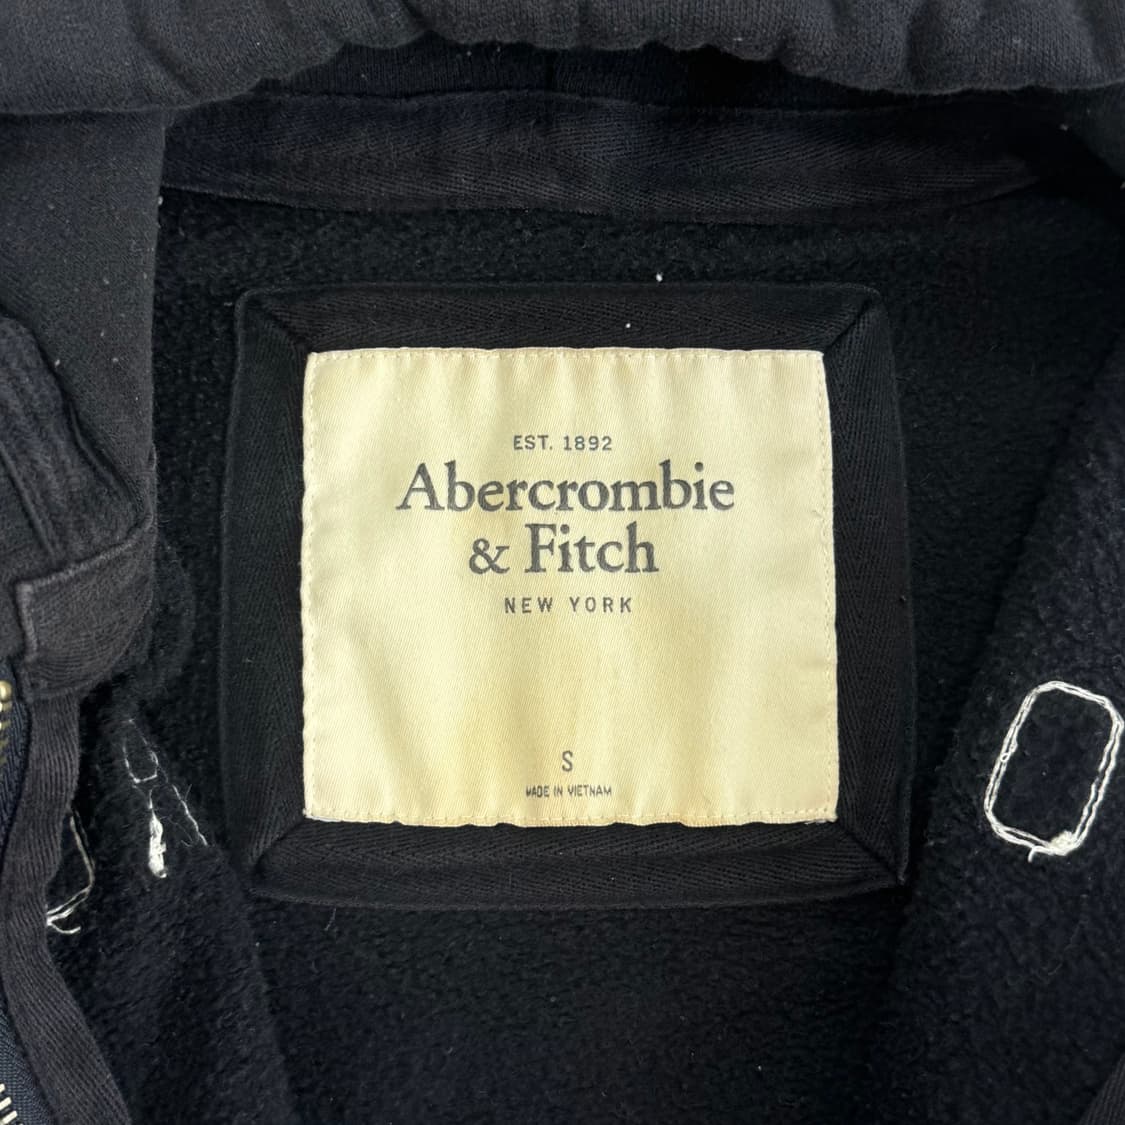 EST. 1892
Abercrombie
& Fitch
NEW YORK
S
MADE IN VIETNAM